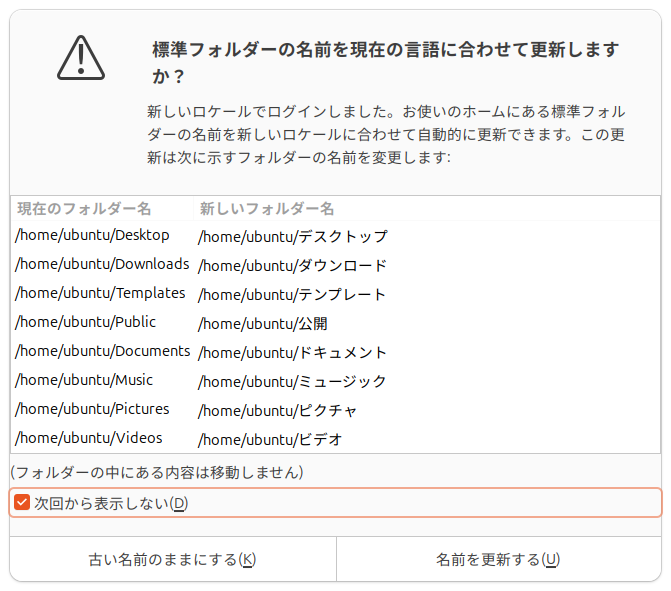 標準フォルダーの名前を現在の言語に合わせて更新します
か？
新しいロケールでログインしました。お使いのホームにある標準フォル
ダーの名前を新しいロケールに合わせて自動的に更新できます。この更
新は次に示すフォルダーの名前を変更します:
現在のフォルダー名 新しいフォルダー名
/home/ubuntu/Desktop /home/ubuntu/デスクトップ
/home/ubuntu/Downloads /home/ubuntu/ダウンロード
/home/ubuntu/Templates /home/ubuntu/テンプレート
/home/ubuntu/Public /home/ubuntu/公開
/home/ubuntu/Documents /home/ubuntu/ドキュメント
/home/ubuntu/Music /home/ubuntu/ミュージック
/home/ubuntu/Pictures /home/ubuntu/ピクチャ
/home/ubuntu/Videos /home/ubuntu/ビデオ
(フォルダーの中にある内容は移動しません)
次回から表示しない(D)
古い名前のままにする(K) 名前を更新する(U)